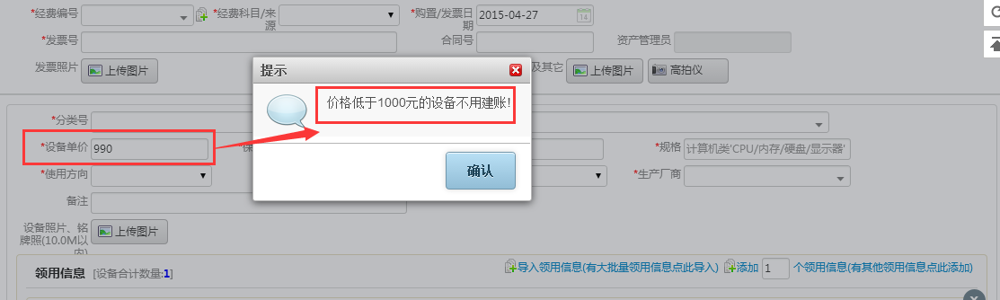 *经费编号
*经费科目/来源
*购置/发票日期 2015-04-27
*发票号
合同号
资产管理员
发票照片 上传图片
及其它 上传图片
高拍仪
提示
价格低于1000元的设备不用建账!
确认
*分类号
*设备单价 990
*保
*规格 计算机类'CPU/内存/硬盘/显示器'
*使用方向
*生产厂商
备注
设备照片、铭牌照(10.0M以内) 上传图片
领用信息 [设备合计数量:1]
导入领用信息(有大批量领用信息点此导入) 添加 1 个领用信息(有其他领用信息点此添加)